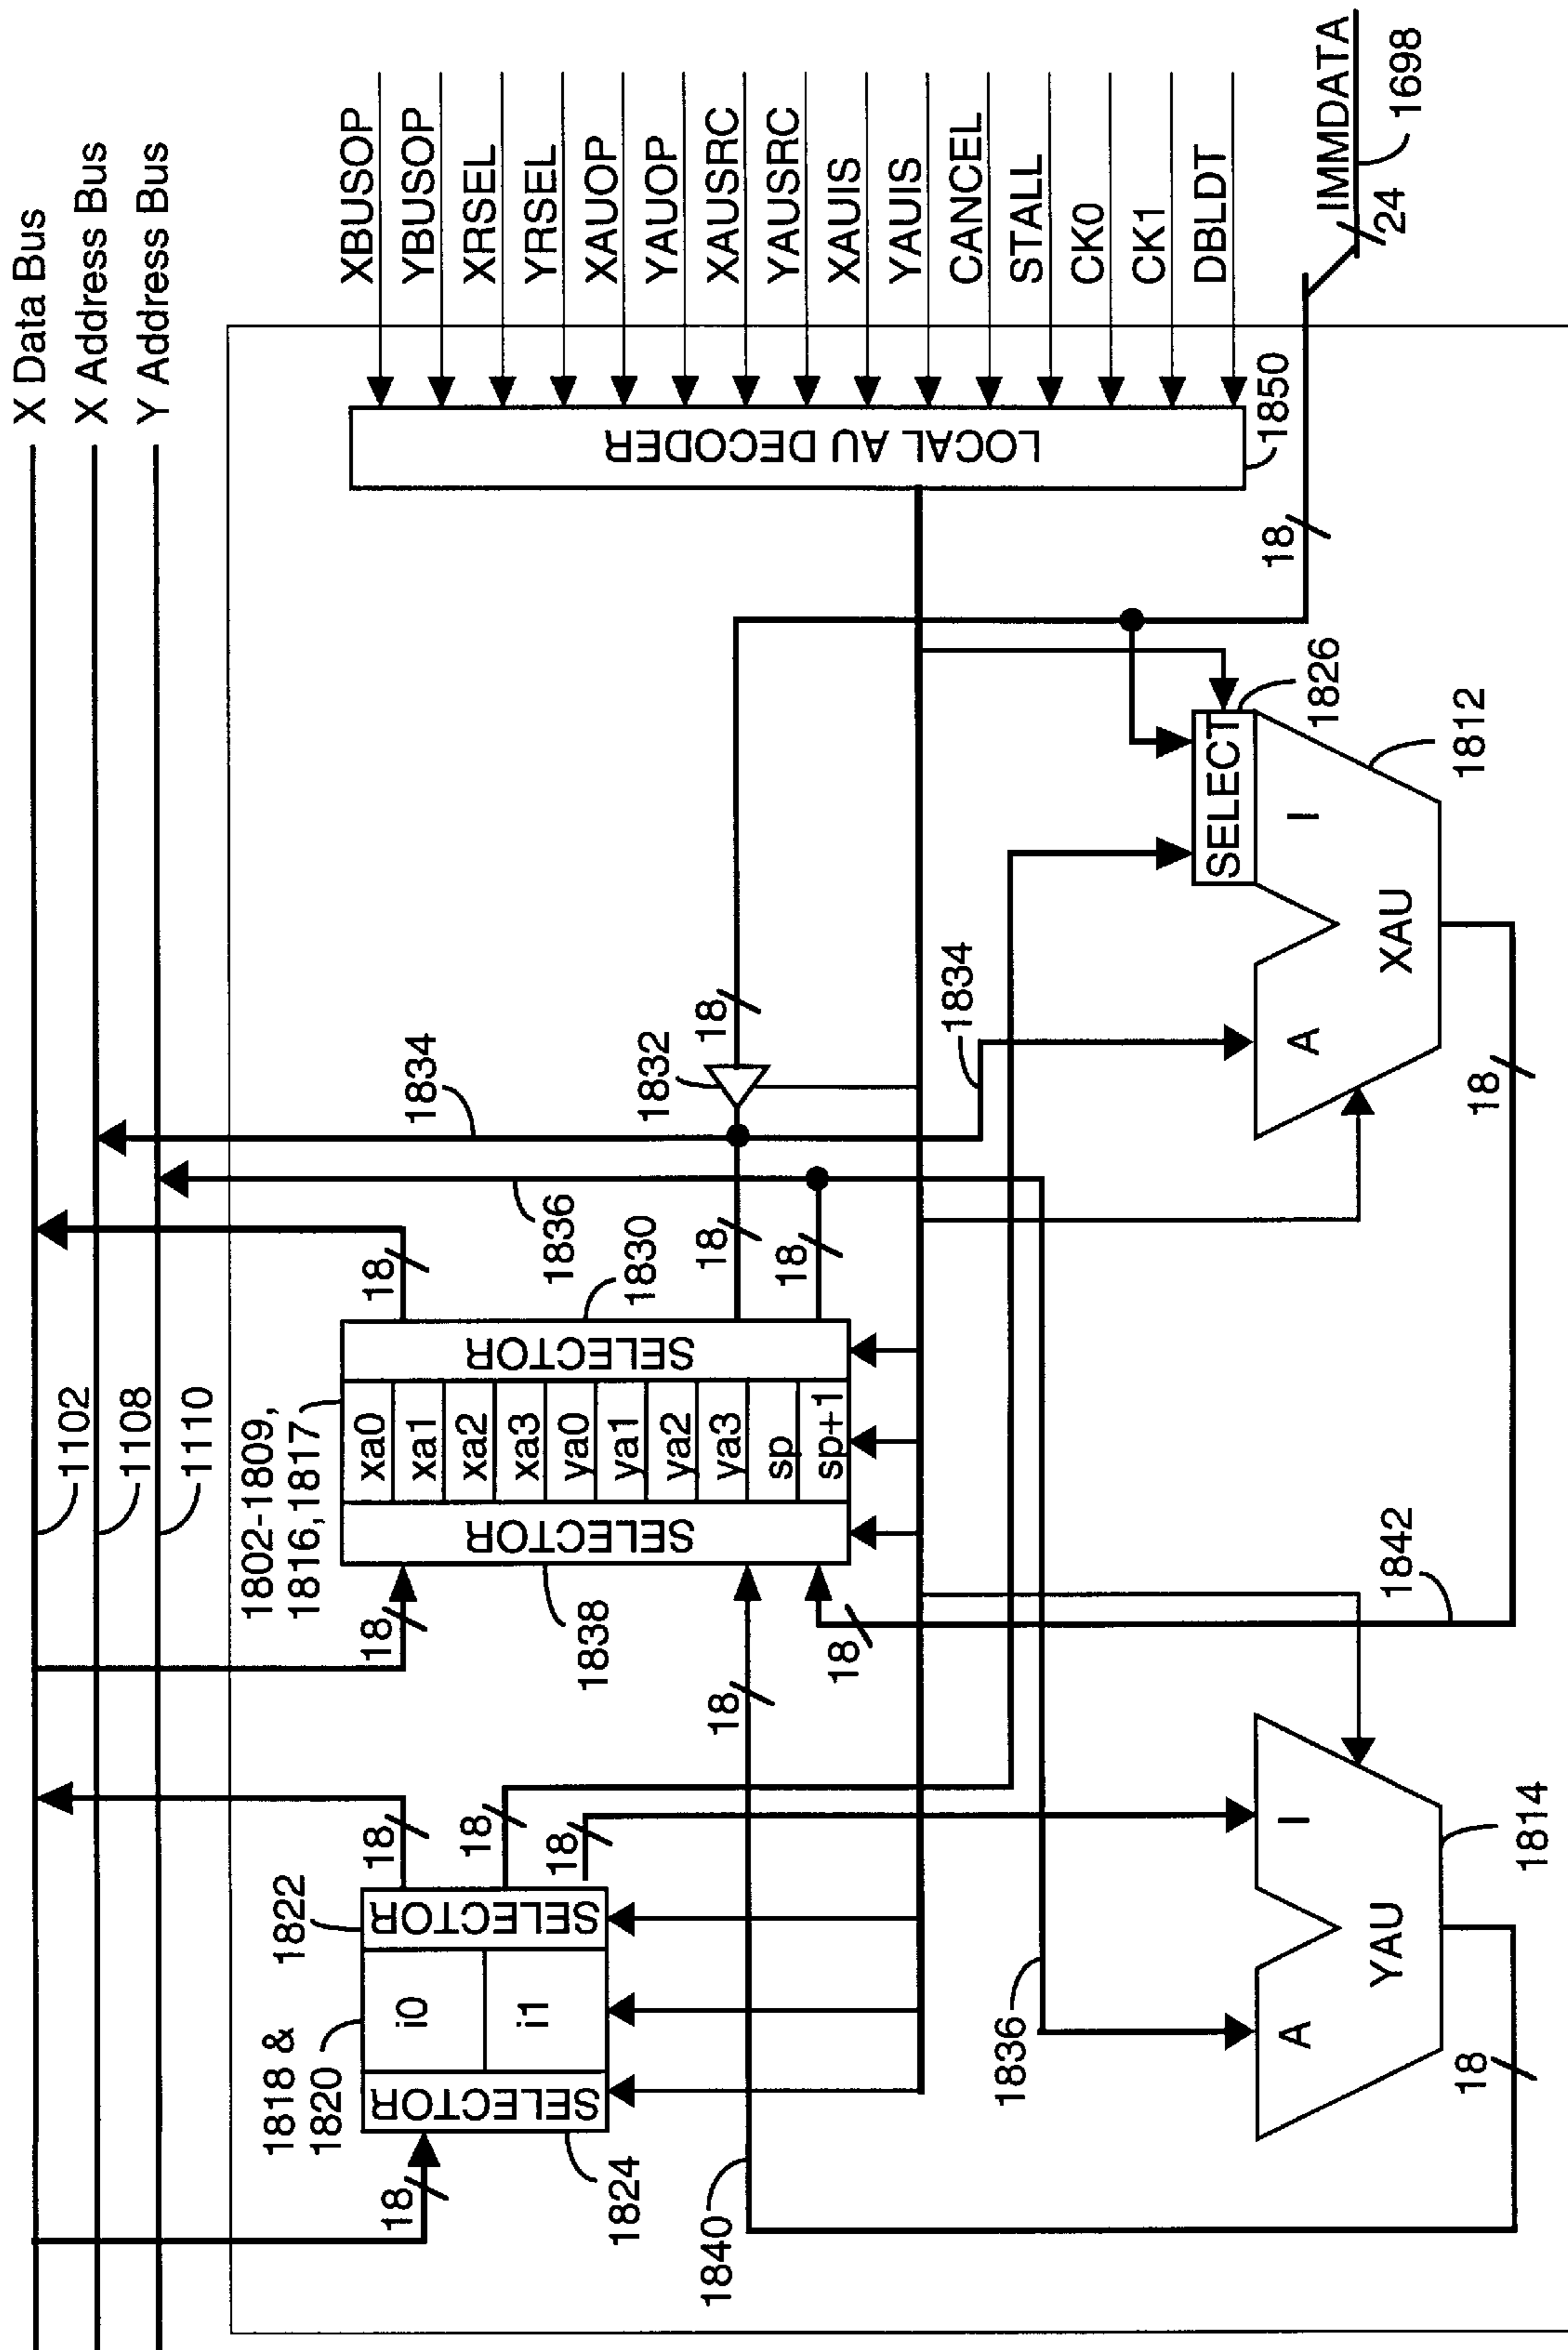 X Data Bus
X Address Bus
Y Address Bus
1102
1108
1110
XBUSOP
YBUSOP
XRSEL
YRSEL
XAUOP
YAUOP
XAUSRC
YAUSRC
XAUIS
YAUIS
CANCEL
STALL
CK0
CK1
DBLDT
LOCAL AU DECODER
1850
IMMDATA
24
1698
18
1818 &
1820
1822
SELECTOR
i0
i1
SELECTOR
1824
18
18
18
18
1802-1809,
1816,1817
SELECTOR
xa0
xa1
xa2
xa3
ya0
ya1
ya2
ya3
sp
sp+1
SELECTOR
1838
1830
18
18
18
18
18
18
1836
1834
1832
18
1834
1840
1836
1842
SELECT
1826
A
I
XAU
1812
18
A
I
YAU
1814
18